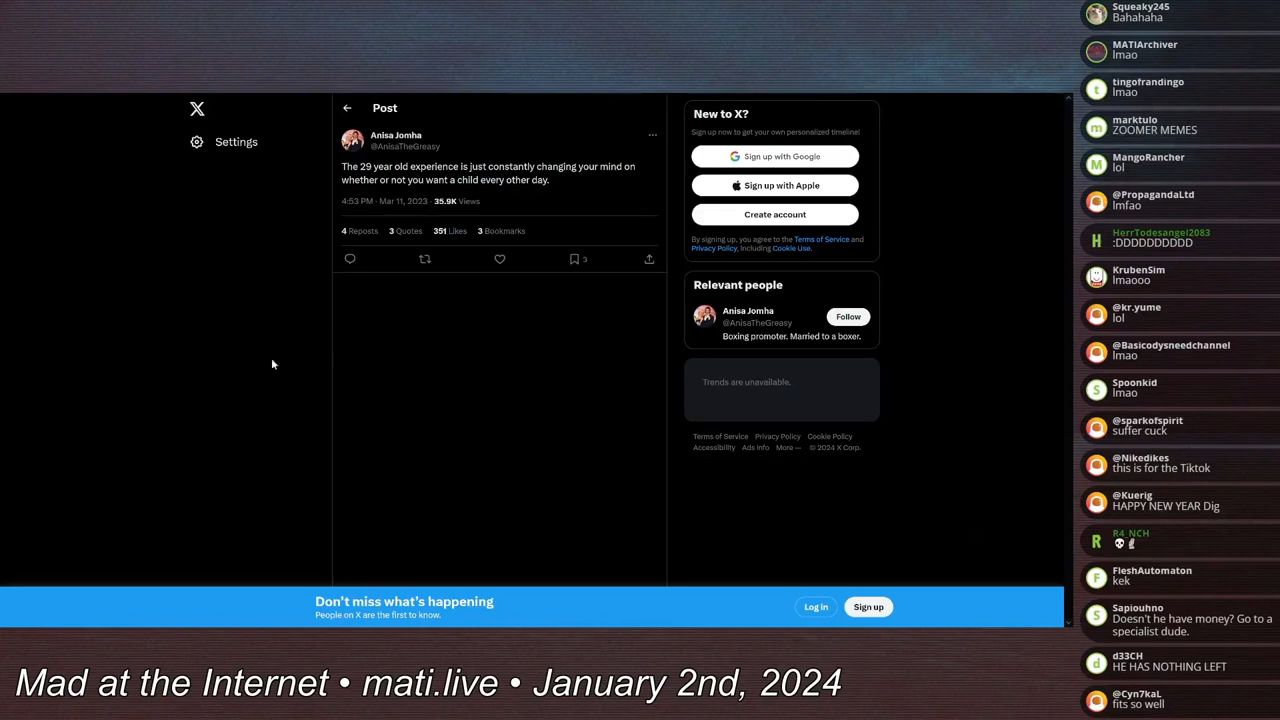 Settings
Post
Anisa Jomha
@AnisaTheGreasy
The 29 year old experience is just constantly changing your mind on
whether or not you want a child every other day.
4:53 PM · Mar 11, 2023 · 35.9K Views
4 Reposts 3 Quotes 351 Likes 3 Bookmarks
3
New to X?
Sign up now to get your own personalized timeline!
Sign up with Google
Sign up with Apple
Create account
By signing up, you agree to the Terms of Service and
Privacy Policy, including Cookie Use.
Relevant people
Anisa Jomha
@AnisaTheGreasy
Follow
Boxing promoter. Married to a boxer.
Trends are unavailable.
Terms of Service Privacy Policy Cookie Policy
Accessibility Ads info More ··· © 2024 X Corp.
Don't miss what's happening
People on X are the first to know.
Log in
Sign up
Squeaky245
Bahahaha
MATIArchiver
lmao
tingofrandingo
lmao
marktulo
ZOOMER MEMES
MangoRancher
lol
@PropagandaLtd
lmfao
HerrTodesangel2083
:DDDDDDDDDD
KrubenSim
lmaooo
@kr.yume
lol
@Basicodysneedchannel
lmao
Spoonkid
lmao
@sparkofspirit
suffer cuck
@Nikedikes
this is for the Tiktok
@Kuerig
HAPPY NEW YEAR Dig
R4_NCH
FleshAutomaton
kek
Sapiouhno
Doesn't he have money? Go to a
specialist dude.
d33CH
HE HAS NOTHING LEFT
@Cyn7kaL
fits so well
Mad at the Internet • mati.live • January 2nd, 2024